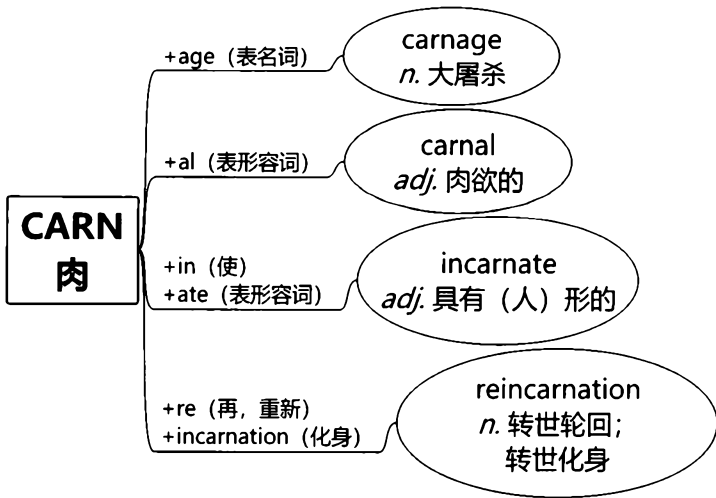 CARN
肉
+age（表名词）
carnage
n. 大屠杀
+al（表形容词）
carnal
adj. 肉欲的
+in（使）
+ate（表形容词）
incarnate
adj. 具有（人）形的
+re（再，重新）
+incarnation（化身）
reincarnation
n. 转世轮回；
转世化身